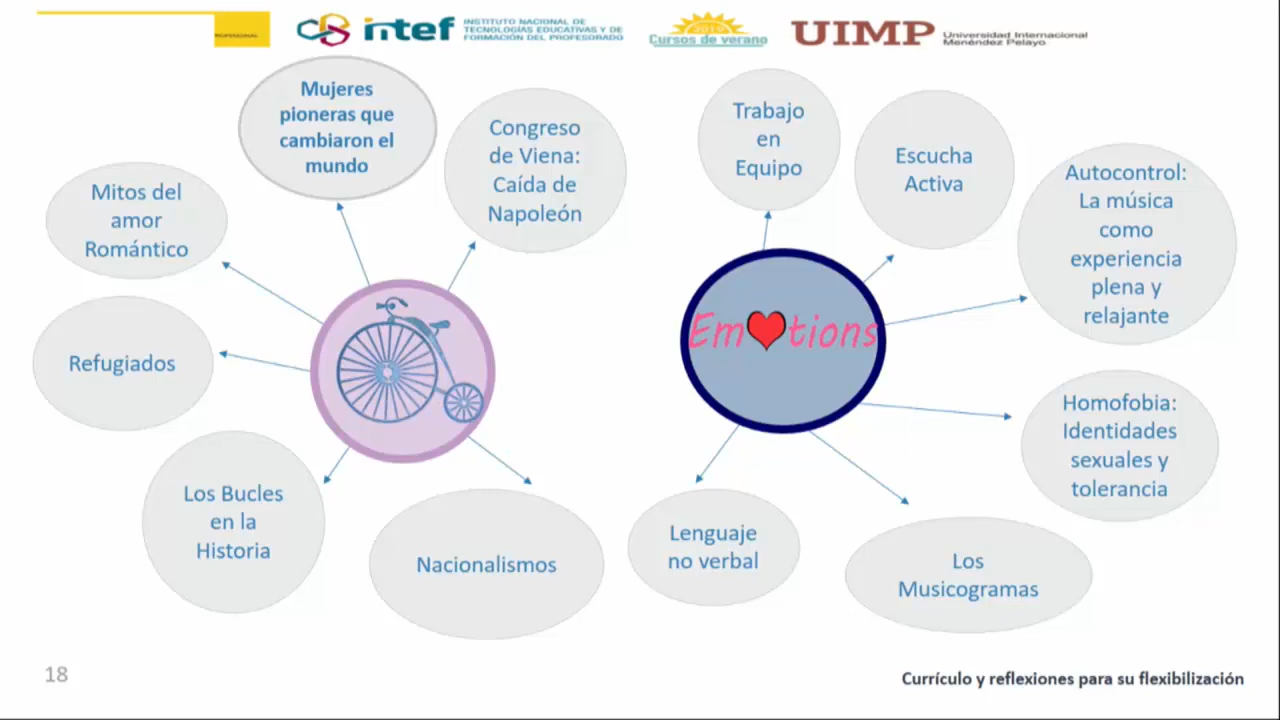 PROFESIONAL
intef
INSTITUTO NACIONAL DE
TECNOLOGÍAS EDUCATIVAS Y DE
FORMACIÓN DEL PROFESORADO
2019
Cursos de verano
UIMP
Universidad Internacional
Menéndez Pelayo
Mujeres
pioneras que
cambiaron el
mundo
Congreso
de Viena:
Caída de
Napoleón
Mitos del
amor
Romántico
Refugiados
Los Bucles
en la
Historia
Nacionalismos
Trabajo
en
Equipo
Escucha
Activa
Autocontrol:
La música
como
experiencia
plena y
relajante
Em❤tions
Homofobia:
Identidades
sexuales y
tolerancia
Lenguaje
no verbal
Los
Musicogramas
18
Currículo y reflexiones para su flexibilización